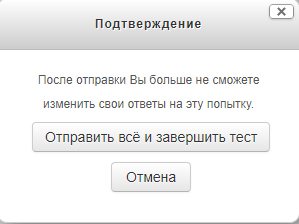 Подтверждение
После отправки Вы больше не сможете
изменить свои ответы на эту попытку.
Отправить всё и завершить тест
Отмена